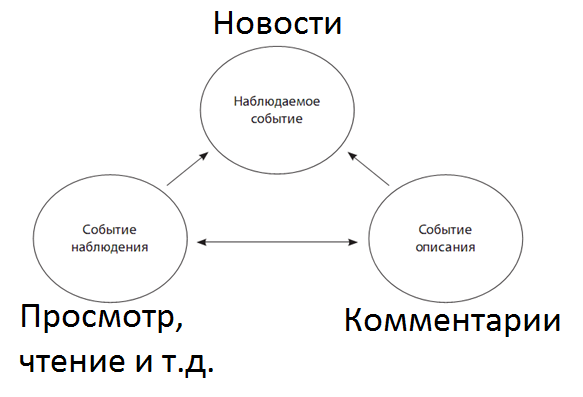 Новости
Наблюдаемое
событие
Событие
наблюдения
Событие
описания
Просмотр,
чтение и т.д.
Комментарии